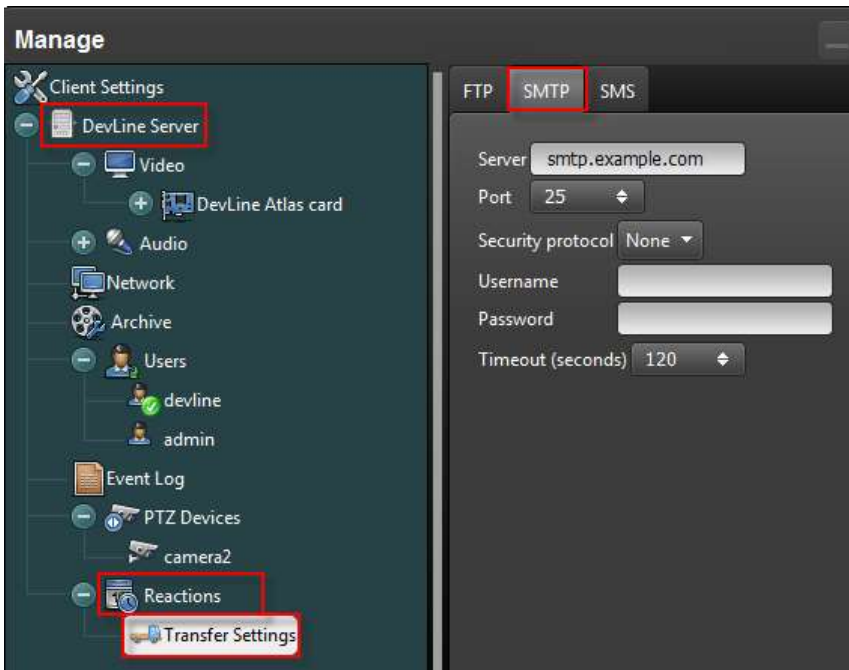 Manage
Client Settings
DevLine Server
Video
DevLine Atlas card
Audio
Network
Archive
Users
devline
admin
Event Log
PTZ Devices
camera2
Reactions
Transfer Settings
FTP SMTP SMS
Server smtp.example.com
Port 25
Security protocol None
Username
Password
Timeout (seconds) 120